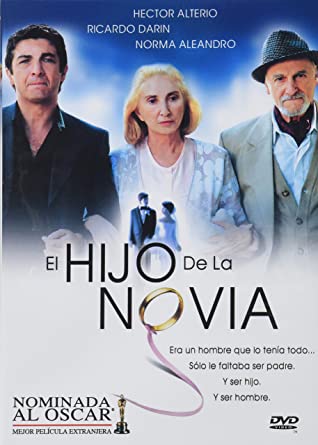 HECTOR ALTERIO
RICARDO DARIN
NORMA ALEANDRO
El HIJO De La
NOVIA
Era un hombre que lo tenía todo...
Sólo le faltaba ser padre.
Y ser hijo.
Y ser hombre.
NOMINADA
AL OSCAR
MEJOR PELÍCULA EXTRANJERA
DVD
VIDEO